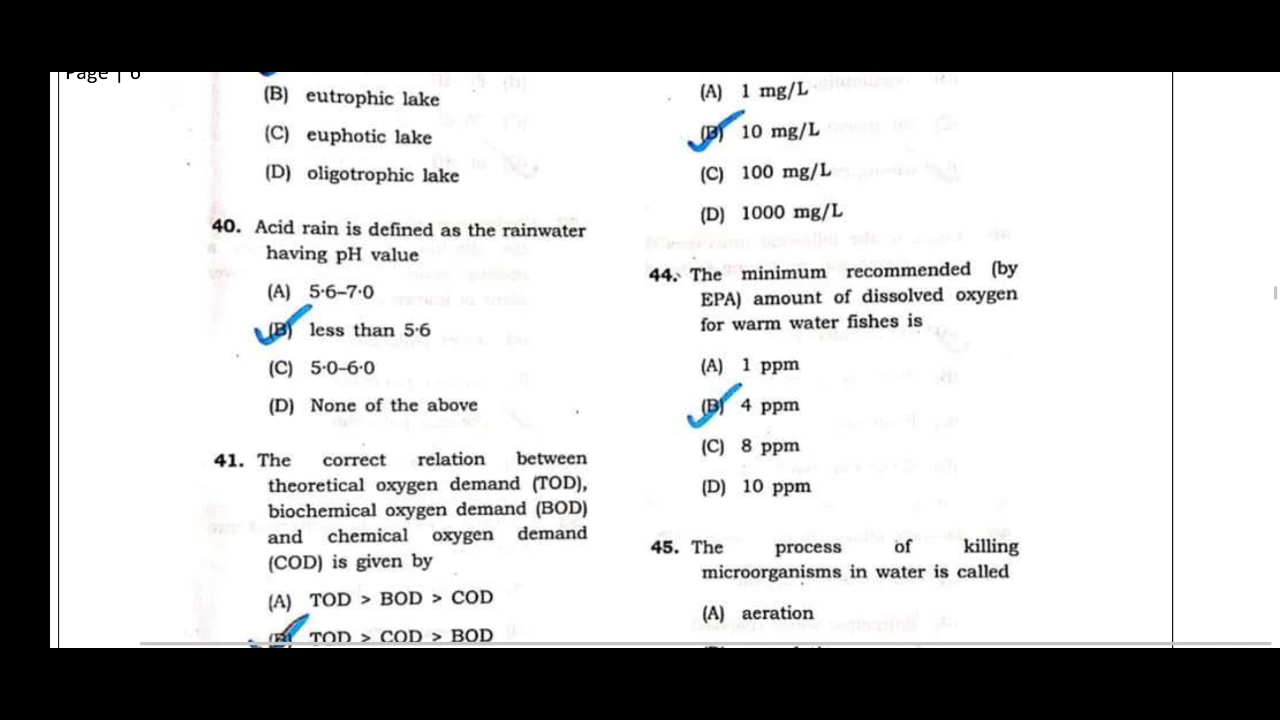 Page | 6
(B) eutrophic lake
(C) euphotic lake
(D) oligotrophic lake
40. Acid rain is defined as the rainwater
having pH value
(A) 5·6–7·0
(B) less than 5·6
(C) 5·0–6·0
(D) None of the above
41. The correct relation between
theoretical oxygen demand (TOD),
biochemical oxygen demand (BOD)
and chemical oxygen demand
(COD) is given by
(A) TOD > BOD > COD
(B) TOD > COD > BOD
(A) 1 mg/L
(B) 10 mg/L
(C) 100 mg/L
(D) 1000 mg/L
44. The minimum recommended (by
EPA) amount of dissolved oxygen
for warm water fishes is
(A) 1 ppm
(B) 4 ppm
(C) 8 ppm
(D) 10 ppm
45. The process of killing
microorganisms in water is called
(A) aeration